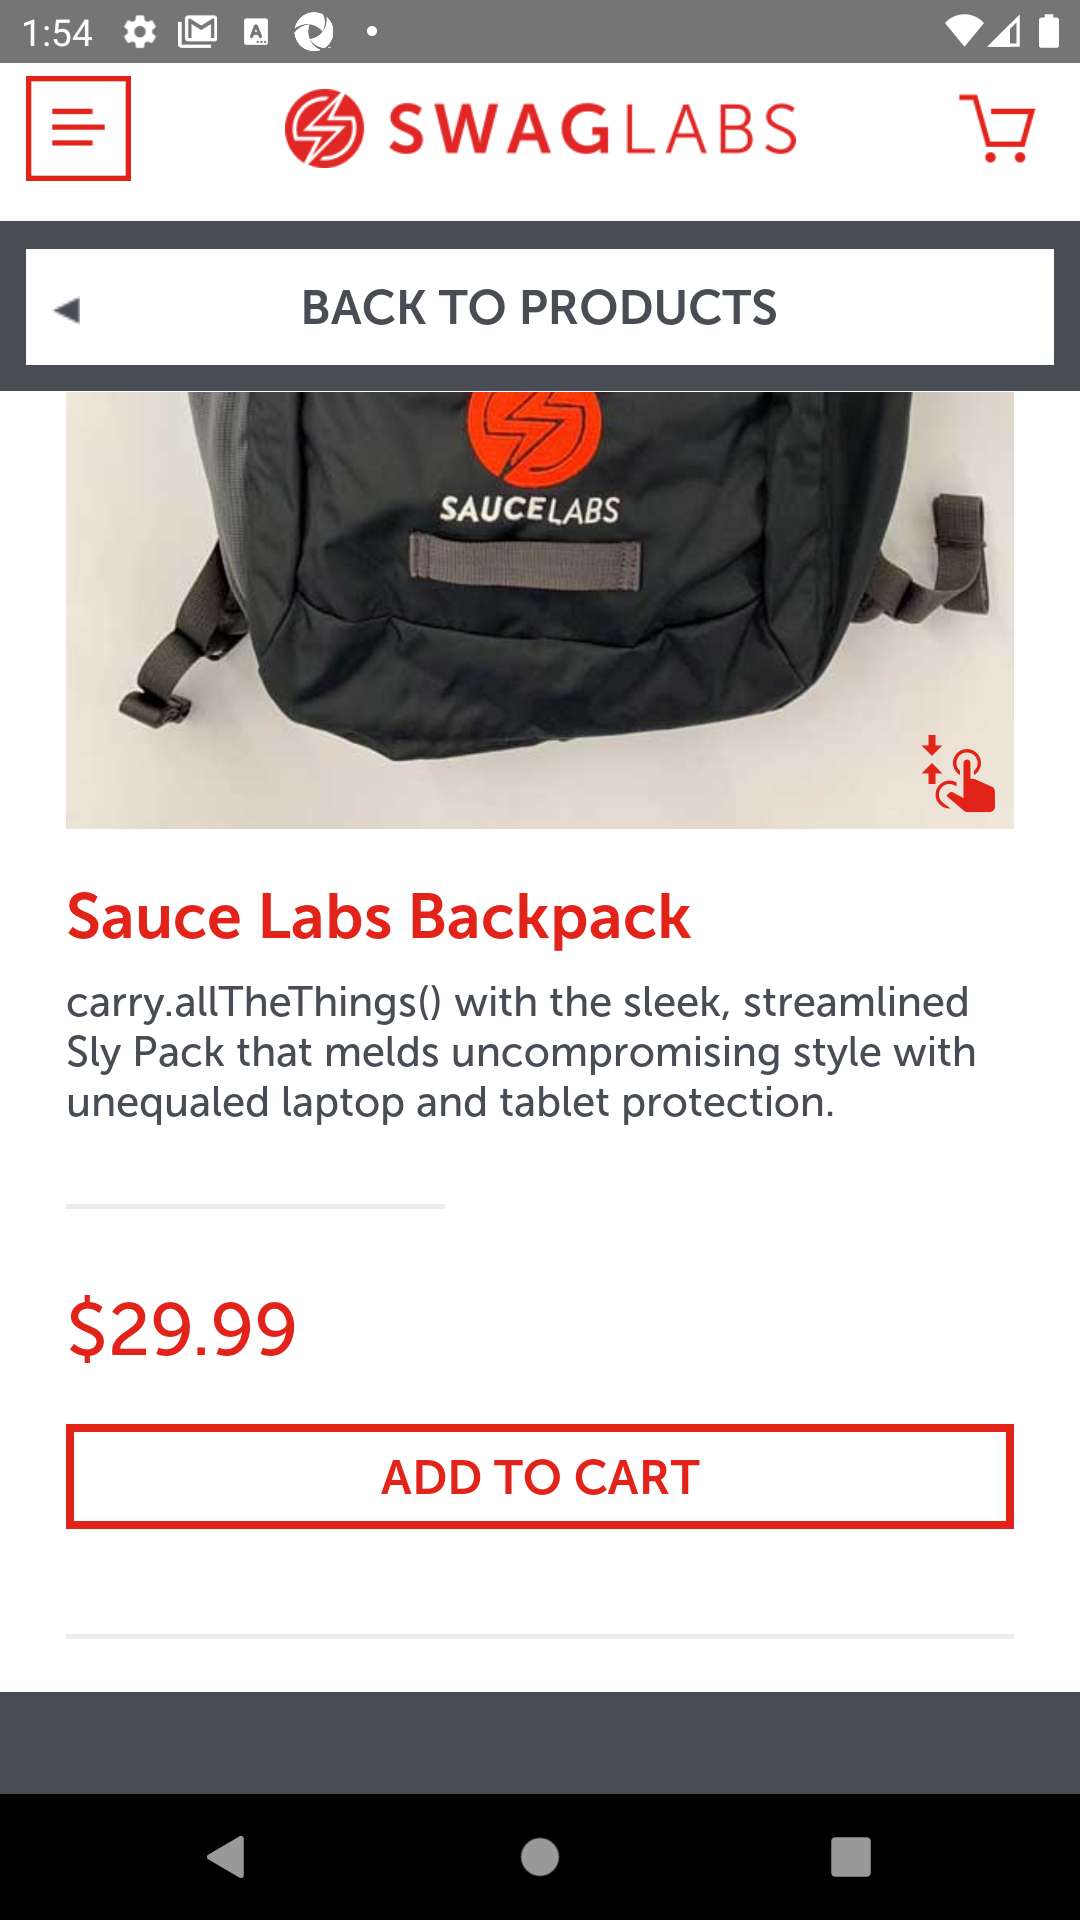 1:54
SWAGLABS
BACK TO PRODUCTS
SAUCELABS
Sauce Labs Backpack
carry.allTheThings() with the sleek, streamlined
Sly Pack that melds uncompromising style with
unequaled laptop and tablet protection.
$29.99
ADD TO CART